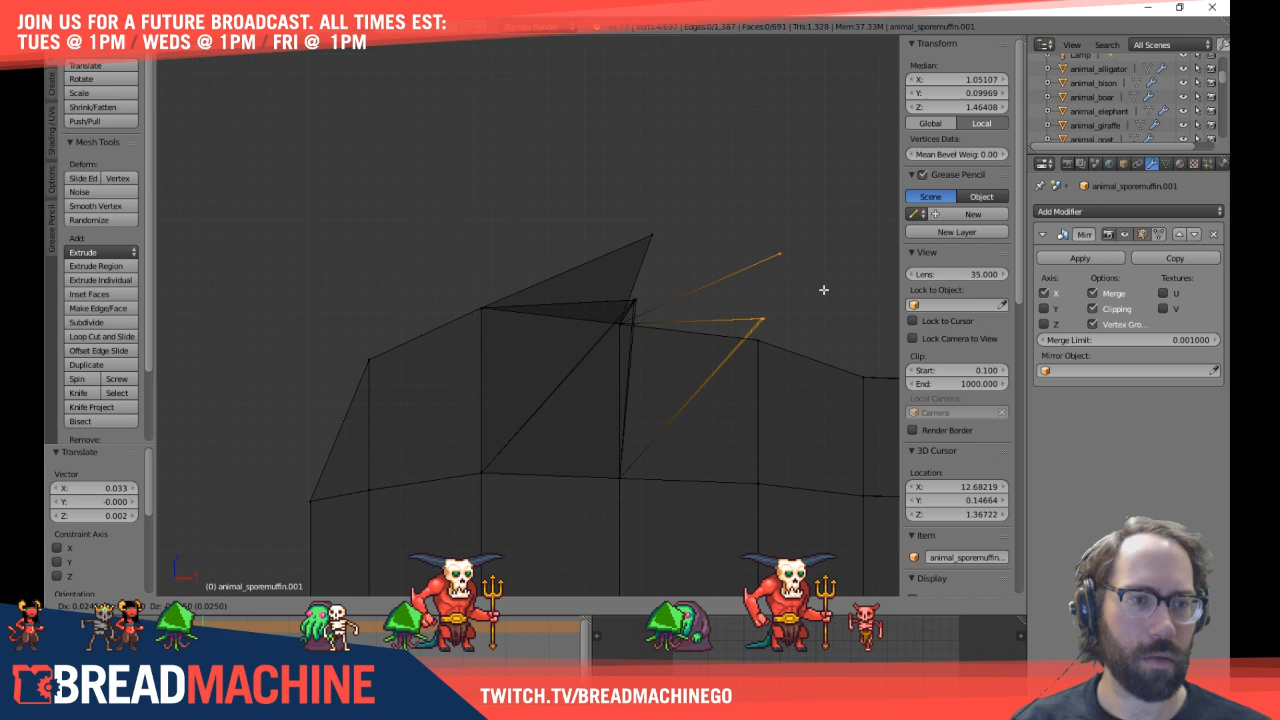 JOIN US FOR A FUTURE BROADCAST. ALL TIMES EST:
TUES @ 1PM / WEDS @ 1PM / FRI @ 1PM
Verts:4/697 | Edges:0/1,387 | Faces:0/691 | Tris:1,328 | Mem:37.33M | animal_sporemuffin.001
Translate
Rotate
Scale
Shrink/Fatten
Push/Pull
Mesh Tools
Deform:
Slide Ed Vertex
Noise
Smooth Vertex
Randomize
Add:
Extrude
Extrude Region
Extrude Individual
Inset Faces
Make Edge/Face
Subdivide
Loop Cut and Slide
Offset Edge Slide
Duplicate
Spin Screw
Knife Select
Knife Project
Bisect
Remove:
Create
Shading / UVs
Options
Grease Pencil
Translate
Vector
X: 0.033
Y: -0.000
Z: 0.002
Constraint Axis
X
Y
Z
Orientation
(0) animal_sporemuffin.001
Transform
Median:
X: 1.05107
Y: 0.09969
Z: 1.46408
Global Local
Vertices Data:
Mean Bevel Weig: 0.00
Grease Pencil
Scene Object
New
New Layer
View
Lens: 35.000
Lock to Object:
Lock to Cursor
Lock Camera to View
Clip:
Start: 0.100
End: 1000.000
Local Camera:
Camera
Render Border
3D Cursor
Location:
X: 12.68219
Y: 0.14664
Z: 1.36722
Item
animal_sporemuffin...
Display
View Search All Scenes
Lamp
animal_alligator
animal_bison
animal_boar
animal_elephant
animal_giraffe
animal_goat
animal_sporemuffin.001
Add Modifier
Mirr
Apply Copy
Axis: Options: Textures:
X Merge U
Y Clipping V
Z Vertex Gro...
Merge Limit: 0.001000
Mirror Object:
BREADMACHINE
TWITCH.TV/BREADMACHINEGO